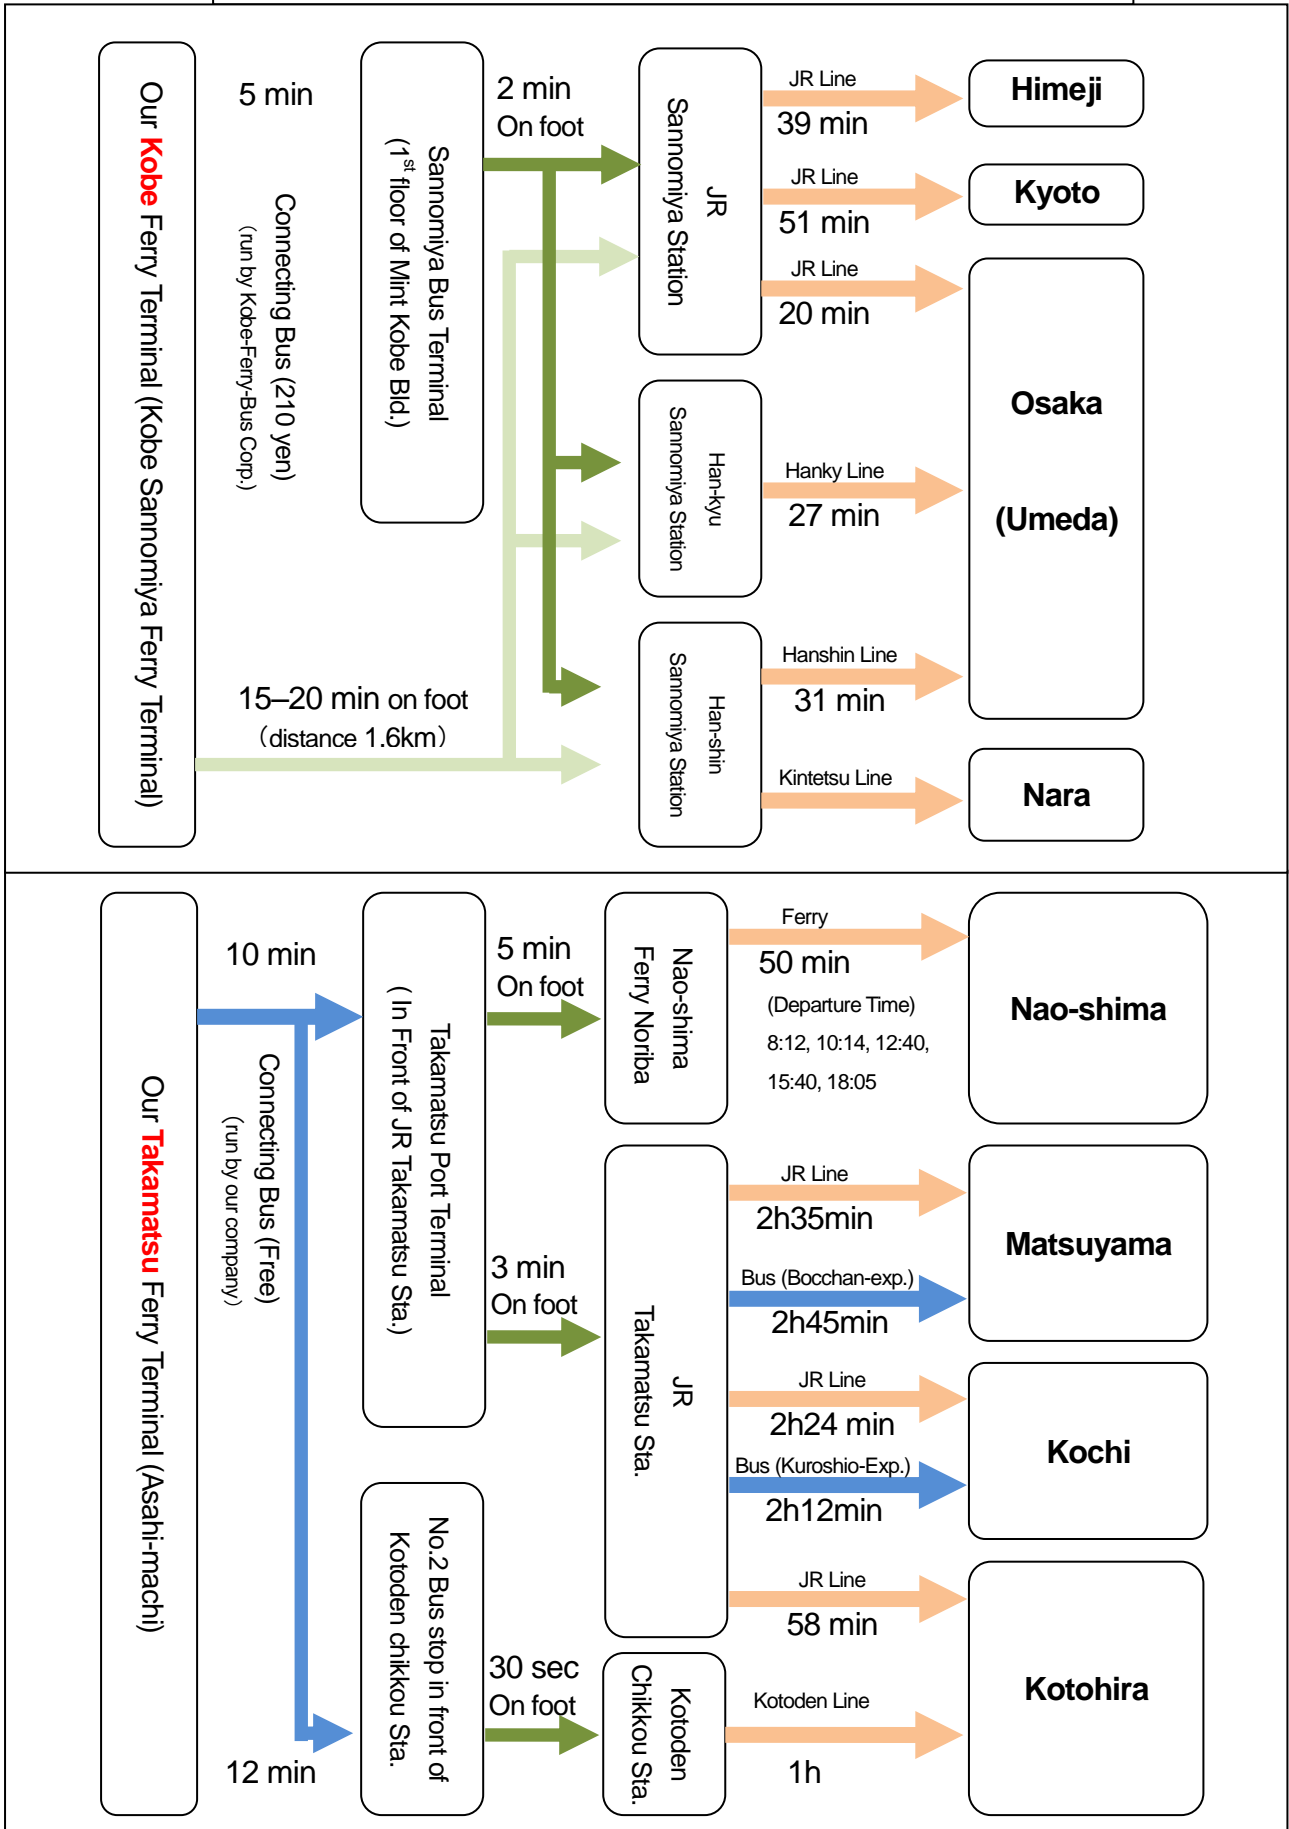 Our Kobe Ferry Terminal (Kobe Sannomiya Ferry Terminal)
5 min
Connecting Bus (210 yen)
(run by Kobe-Ferry-Bus Corp.)
Sannomiya Bus Terminal
(1st floor of Mint Kobe Bld.)
2 min
On foot
15–20 min on foot
(distance 1.6km)
JR
Sannomiya Station
Han-kyu
Sannomiya Station
Han-shin
Sannomiya Station
JR Line
39 min
Himeji
JR Line
51 min
Kyoto
JR Line
20 min
Hanky Line
27 min
Hanshin Line
31 min
Osaka
(Umeda)
Kintetsu Line
Nara
Our Takamatsu Ferry Terminal (Asahi-machi)
10 min
Connecting Bus (Free)
(run by our company)
12 min
Takamatsu Port Terminal
( In Front of JR Takamatsu Sta.)
No.2 Bus stop in front of
Kotoden chikkou Sta.
5 min
On foot
3 min
On foot
30 sec
On foot
Nao-shima
Ferry Noriba
JR
Takamatsu Sta.
Kotoden
Chikkou Sta.
Ferry
50 min
(Departure Time)
8:12, 10:14, 12:40,
15:40, 18:05
Nao-shima
JR Line
2h35min
Bus (Bocchan-exp.)
2h45min
Matsuyama
JR Line
2h24 min
Bus (Kuroshio-Exp.)
2h12min
Kochi
JR Line
58 min
Kotoden Line
1h
Kotohira